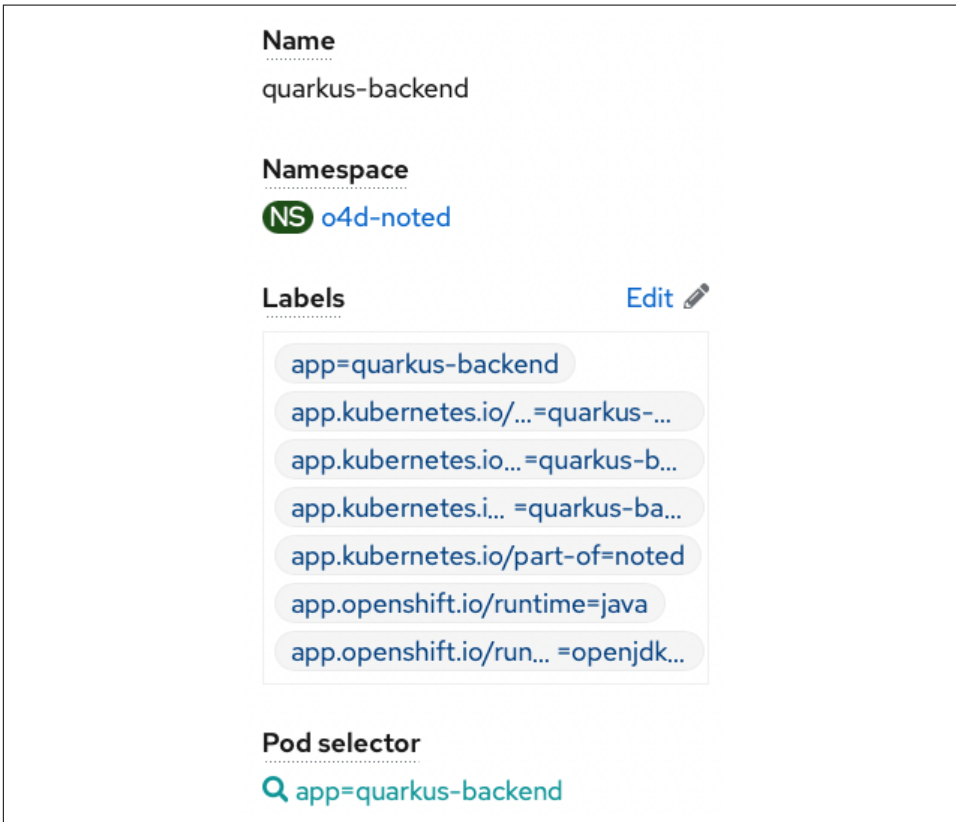 Name
quarkus-backend
Namespace
NS o4d-noted
Labels Edit
app=quarkus-backend
app.kubernetes.io/...=quarkus-...
app.kubernetes.io...=quarkus-b...
app.kubernetes.i... =quarkus-ba...
app.kubernetes.io/part-of=noted
app.openshift.io/runtime=java
app.openshift.io/run... =openjdk...
Pod selector
app=quarkus-backend